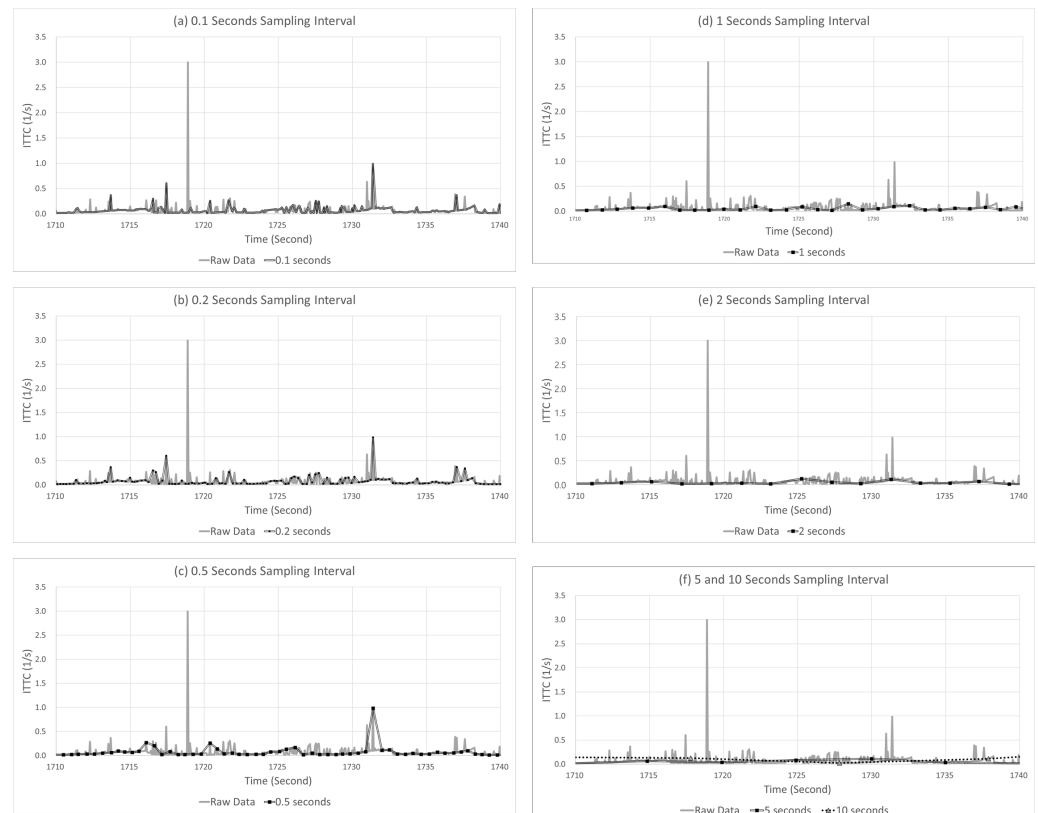 (a) 0.1 Seconds Sampling Interval
3.5
3.0
2.5
2.0
1.5
1.0
0.5
0.0
ITTC (1/s)
1710 1715 1720 1725 1730 1735 1740
Time (Second)
Raw Data 0.1 seconds
(b) 0.2 Seconds Sampling Interval
3.5
3.0
2.5
2.0
1.5
1.0
0.5
0.0
ITTC (1/s)
1710 1715 1720 1725 1730 1735 1740
Time (Second)
Raw Data 0.2 seconds
(c) 0.5 Seconds Sampling Interval
3.5
3.0
2.5
2.0
1.5
1.0
0.5
0.0
ITTC (1/s)
1710 1715 1720 1725 1730 1735 1740
Time (Second)
Raw Data 0.5 seconds
(d) 1 Seconds Sampling Interval
3.5
3.0
2.5
2.0
1.5
1.0
0.5
0.0
ITTC (1/s)
1710 1715 1720 1725 1730 1735 1740
Time (Second)
Raw Data 1 seconds
(e) 2 Seconds Sampling Interval
3.5
3.0
2.5
2.0
1.5
1.0
0.5
0.0
ITTC (1/s)
1710 1715 1720 1725 1730 1735 1740
Time (Second)
Raw Data 2 seconds
(f) 5 and 10 Seconds Sampling Interval
3.5
3.0
2.5
2.0
1.5
1.0
0.5
0.0
ITTC (1/s)
1710 1715 1720 1725 1730 1735 1740
Time (Second)
Raw Data 5 seconds 10 seconds